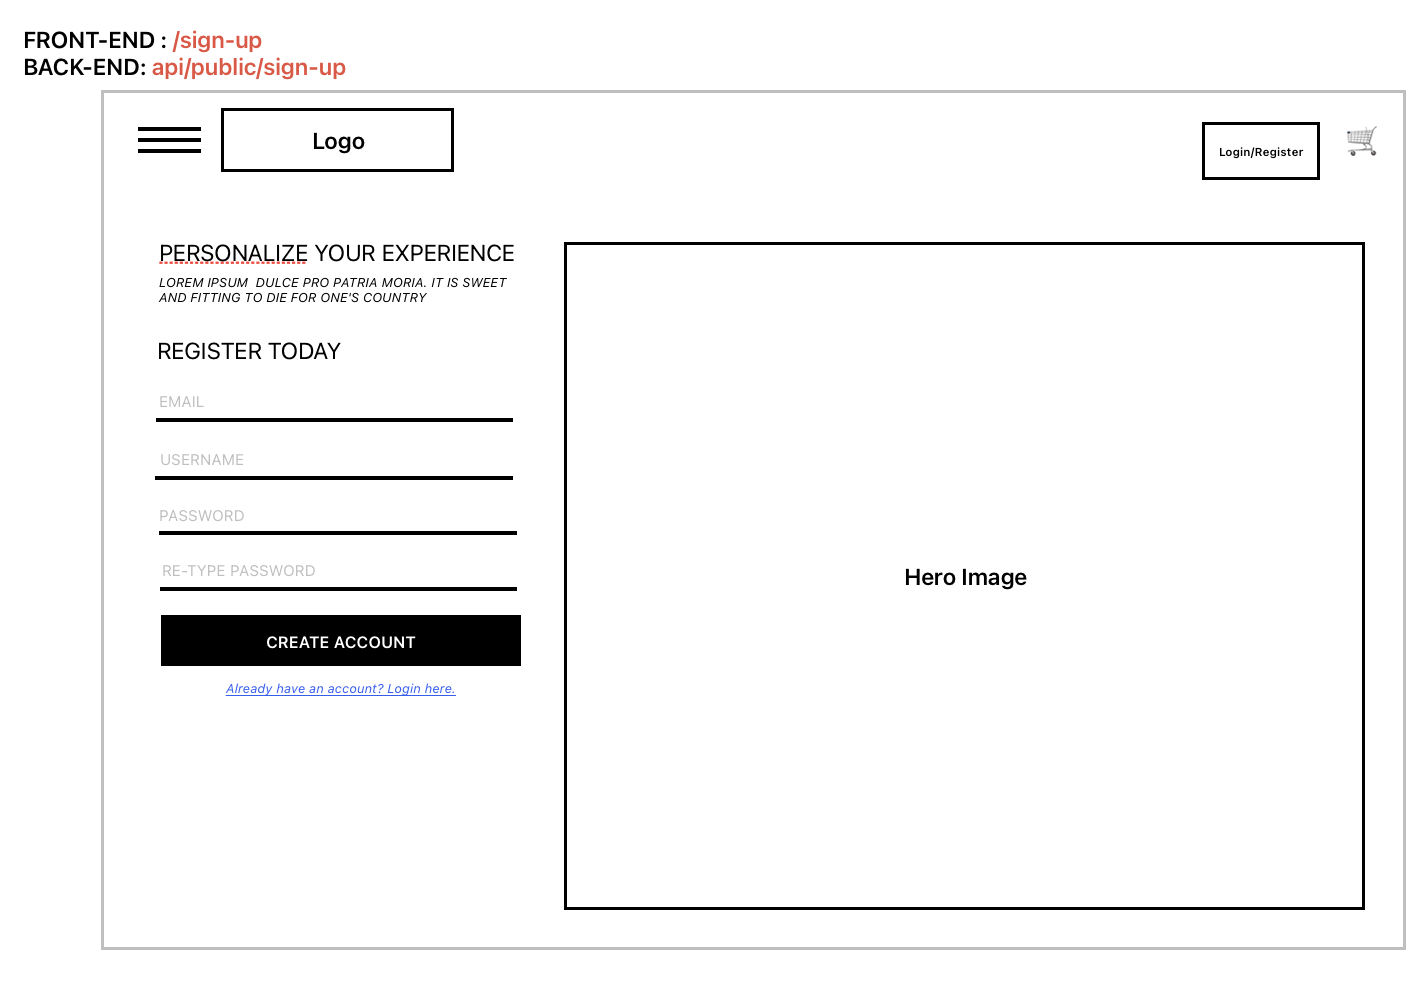 FRONT-END : /sign-up
BACK-END: api/public/sign-up
Logo
Login/Register
PERSONALIZE YOUR EXPERIENCE
LOREM IPSUM  DULCE PRO PATRIA MORIA. IT IS SWEET
AND FITTING TO DIE FOR ONE'S COUNTRY
REGISTER TODAY
EMAIL
USERNAME
PASSWORD
RE-TYPE PASSWORD
CREATE ACCOUNT
Already have an account? Login here.
Hero Image